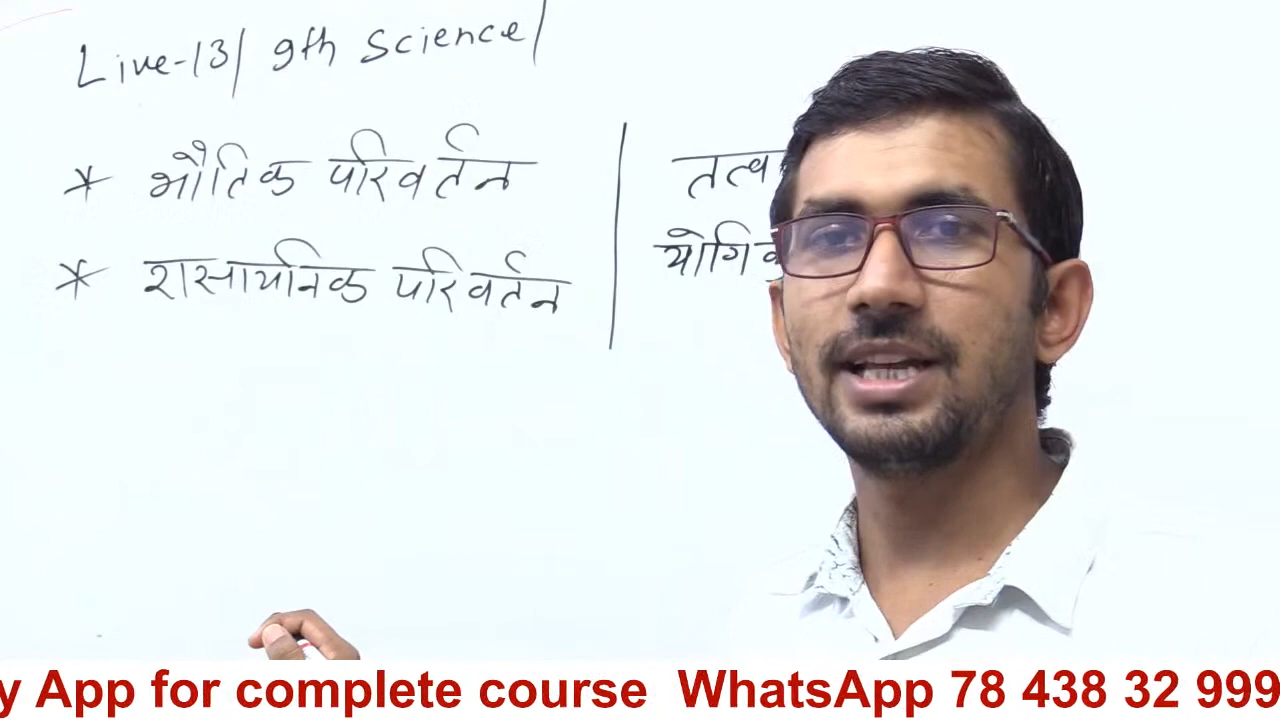 Live-13/ 9th Science/
* भौतिक परिवर्तन
* रासायनिक परिवर्तन
तत्व
योगिक
y App for complete course WhatsApp 78 438 32 999